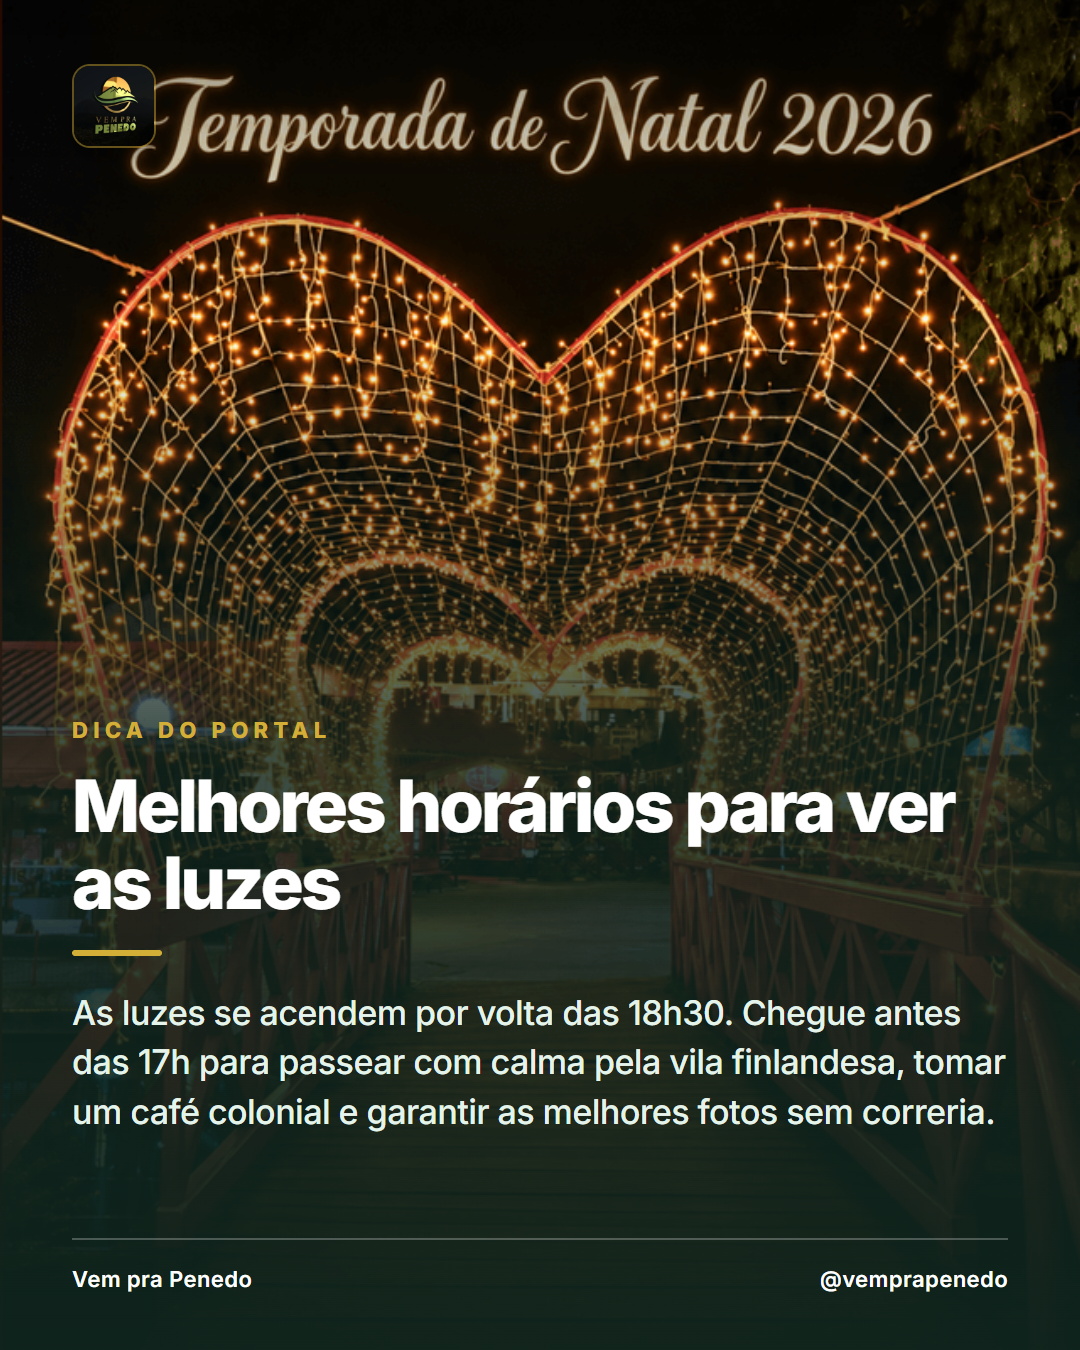 Temporada de Natal 2026
VEM PRA
PENEDO
DICA DO PORTAL
Melhores horários para ver
as luzes
As luzes se acendem por volta das 18h30. Chegue antes
das 17h para passear com calma pela vila finlandesa, tomar
um café colonial e garantir as melhores fotos sem correria.
Vem pra Penedo
@vemprapenedo